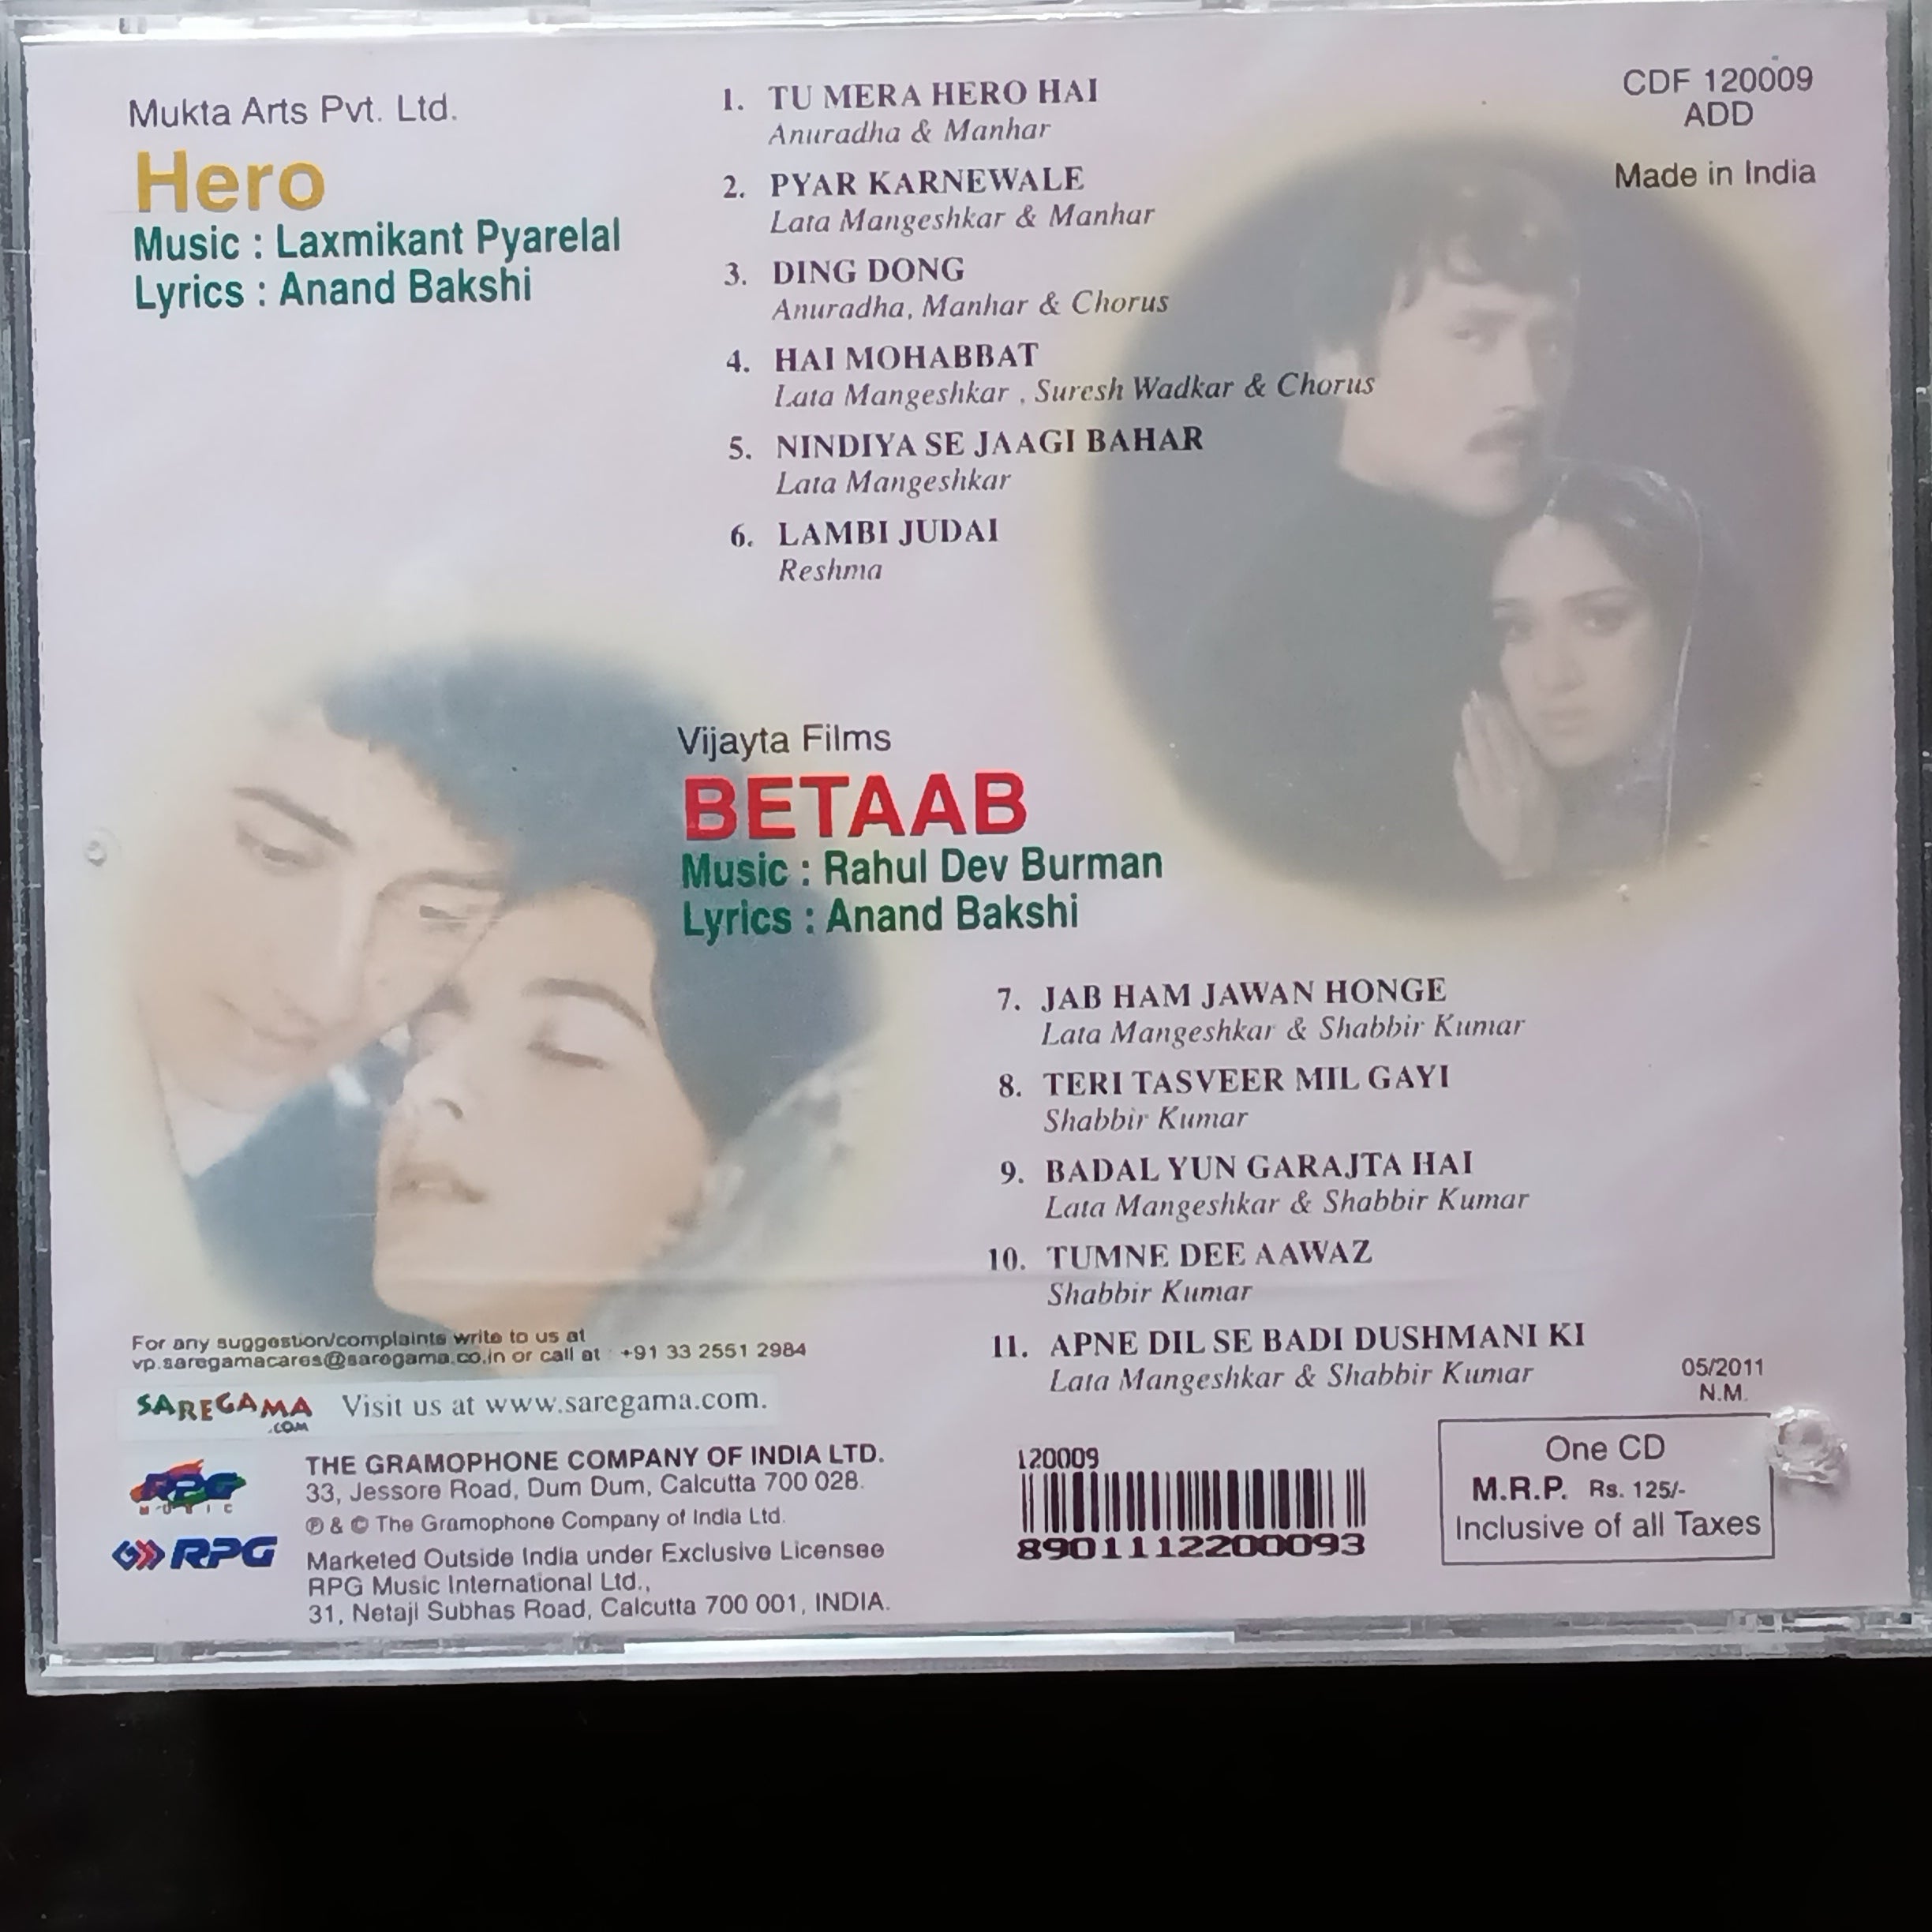 Mukta Arts Pvt. Ltd.
Hero
Music : Laxmikant Pyarelal
Lyrics : Anand Bakshi
1. TU MERA HERO HAI
Anuradha & Manhar
2. PYAR KARNEWALE
Lata Mangeshkar & Manhar
3. DING DONG
Anuradha, Manhar & Chorus
4. HAI MOHABBAT
Lata Mangeshkar , Suresh Wadkar & Chorus
5. NINDIYA SE JAAGI BAHAR
Lata Mangeshkar
6. LAMBI JUDAI
Reshma
CDF 120009
ADD
Made in India
Vijayta Films
BETAAB
Music : Rahul Dev Burman
Lyrics : Anand Bakshi
7. JAB HAM JAWAN HONGE
Lata Mangeshkar & Shabbir Kumar
8. TERI TASVEER MIL GAYI
Shabbir Kumar
9. BADAL YUN GARAJTA HAI
Lata Mangeshkar & Shabbir Kumar
10. TUMNE DEE AAWAZ
Shabbir Kumar
11. APNE DIL SE BADI DUSHMANI KI
Lata Mangeshkar & Shabbir Kumar
05/2011
N.M.
For any suggestion/complaints write to us at
vp.saregamacares@saregama.co.in or call at : +91 33 2551 2984
SAREGAMA .COM Visit us at www.saregama.com.
RPG
MUSIC
RPG
THE GRAMOPHONE COMPANY OF INDIA LTD.
33, Jessore Road, Dum Dum, Calcutta 700 028.
℗ & © The Gramophone Company of India Ltd.
Marketed Outside India under Exclusive Licensee
RPG Music International Ltd.,
31, Netaji Subhas Road, Calcutta 700 001, INDIA.
120009
8901112200093
One CD
M.R.P. Rs. 125/-
Inclusive of all Taxes